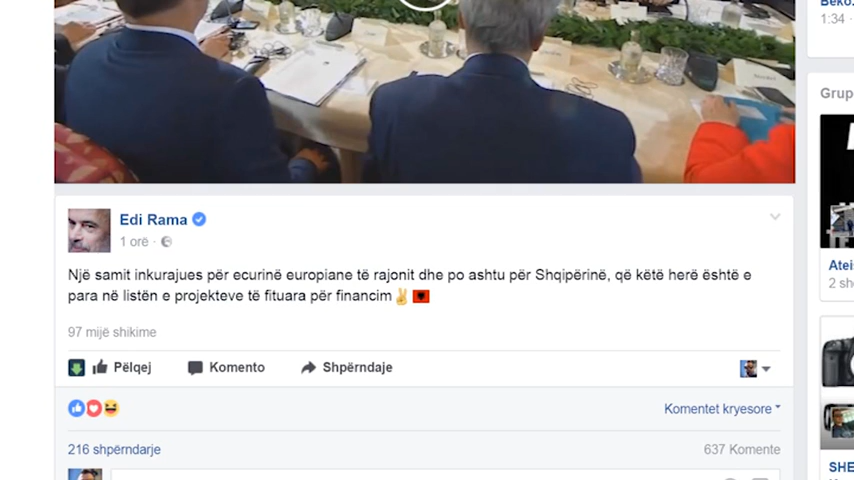 Beko.
1:34 ·
Grup
Edi Rama
1 orë ·
Një samit inkurajues për ecurinë europiane të rajonit dhe po ashtu për Shqipërinë, që këtë herë është e
para në listën e projekteve të fituara për financim✌️🇦🇱
97 mijë shikime
Pëlqej Komento Shpërndaje
Komentet kryesore
216 shpërndarje 637 Komente
Ateis
2 sh
SHE